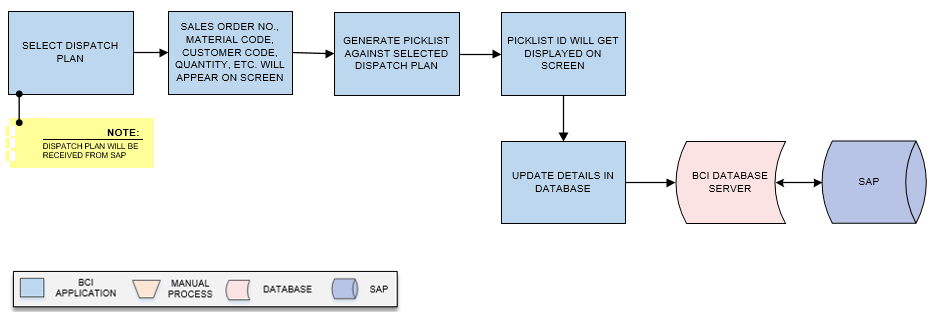 SELECT DISPATCH
PLAN
SALES ORDER NO.,
MATERIAL CODE,
CUSTOMER CODE,
QUANTITY, ETC. WILL
APPEAR ON SCREEN
GENERATE PICKLIST
AGAINST SELECTED
DISPATCH PLAN
PICKLIST ID WILL GET
DISPLAYED ON
SCREEN
NOTE:
DISPATCH PLAN WILL BE
RECEIVED FROM SAP
UPDATE DETAILS IN
DATABASE
BCI DATABASE
SERVER
SAP
BCI
APPLICATION
MANUAL
PROCESS
DATABASE
SAP